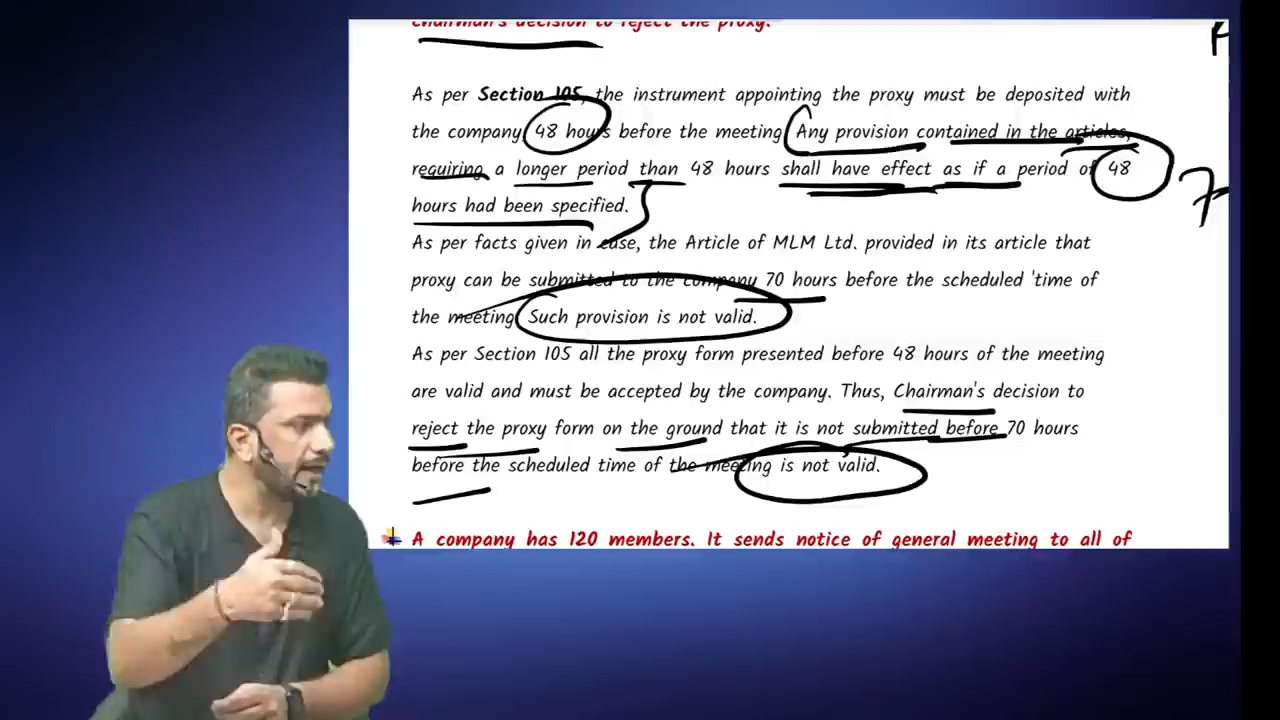 Chairman's decision to reject the proxy.
As per Section 105, the instrument appointing the proxy must be deposited with
the company 48 hours before the meeting Any provision contained in the articles,
requiring a longer period than 48 hours shall have effect as if a period of 48
hours had been specified.
As per facts given in case, the Article of MLM Ltd. provided in its article that
proxy can be submitted to the company 70 hours before the scheduled 'time of
the meeting Such provision is not valid.
As per Section 105 all the proxy form presented before 48 hours of the meeting
are valid and must be accepted by the company. Thus, Chairman's decision to
reject the proxy form on the ground that it is not submitted before 70 hours
before the scheduled time of the meeting is not valid.
A company has 120 members. It sends notice of general meeting to all of